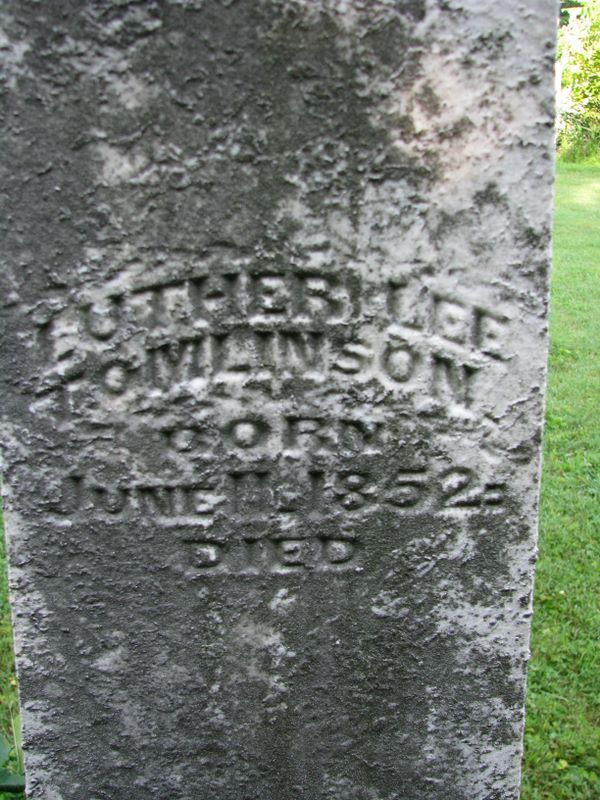 LUTHER LEE
TOMLINSON
BORN
JUNE 11, 1852.
DIED